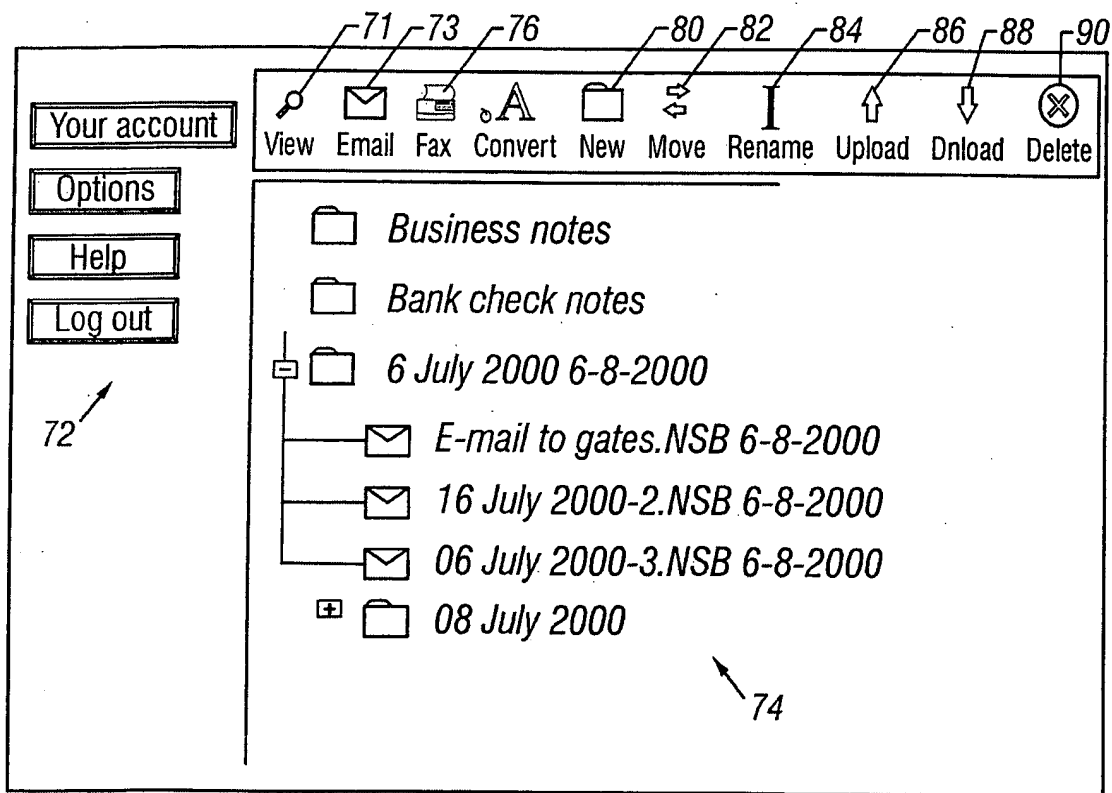 71 73 76 80 82 84 86 88 90
View Email Fax Convert New Move Rename Upload Dnload Delete
Your account
Options
Help
Log out
72
Business notes
Bank check notes
6 July 2000 6-8-2000
E-mail to gates.NSB 6-8-2000
16 July 2000-2.NSB 6-8-2000
06 July 2000-3.NSB 6-8-2000
08 July 2000
74